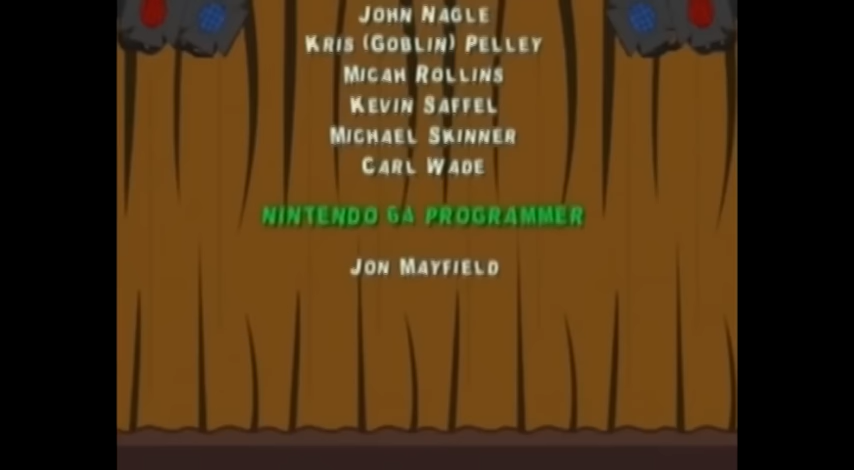 John Nagle
Kris (Goblin) Pelley
Micah Rollins
Kevin Saffel
Michael Skinner
Carl Wade
NINTENDO 64 PROGRAMMER
Jon Mayfield